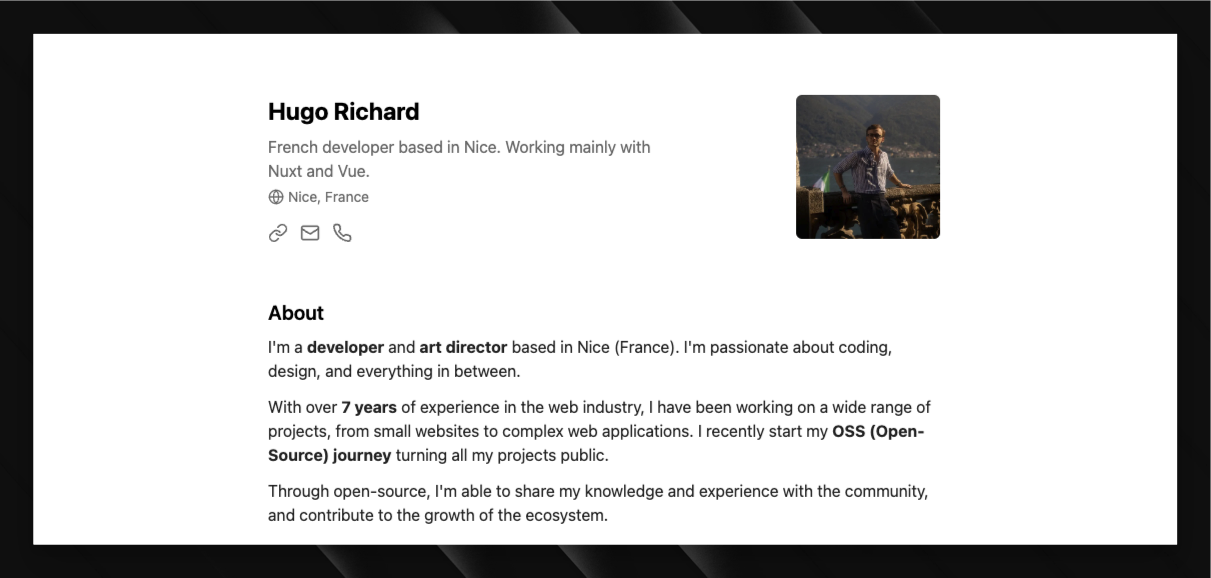 Hugo Richard
French developer based in Nice. Working mainly with
Nuxt and Vue.
Nice, France
About
I'm a developer and art director based in Nice (France). I'm passionate about coding,
design, and everything in between.
With over 7 years of experience in the web industry, I have been working on a wide range of
projects, from small websites to complex web applications. I recently start my OSS (Open-
Source) journey turning all my projects public.
Through open-source, I'm able to share my knowledge and experience with the community,
and contribute to the growth of the ecosystem.